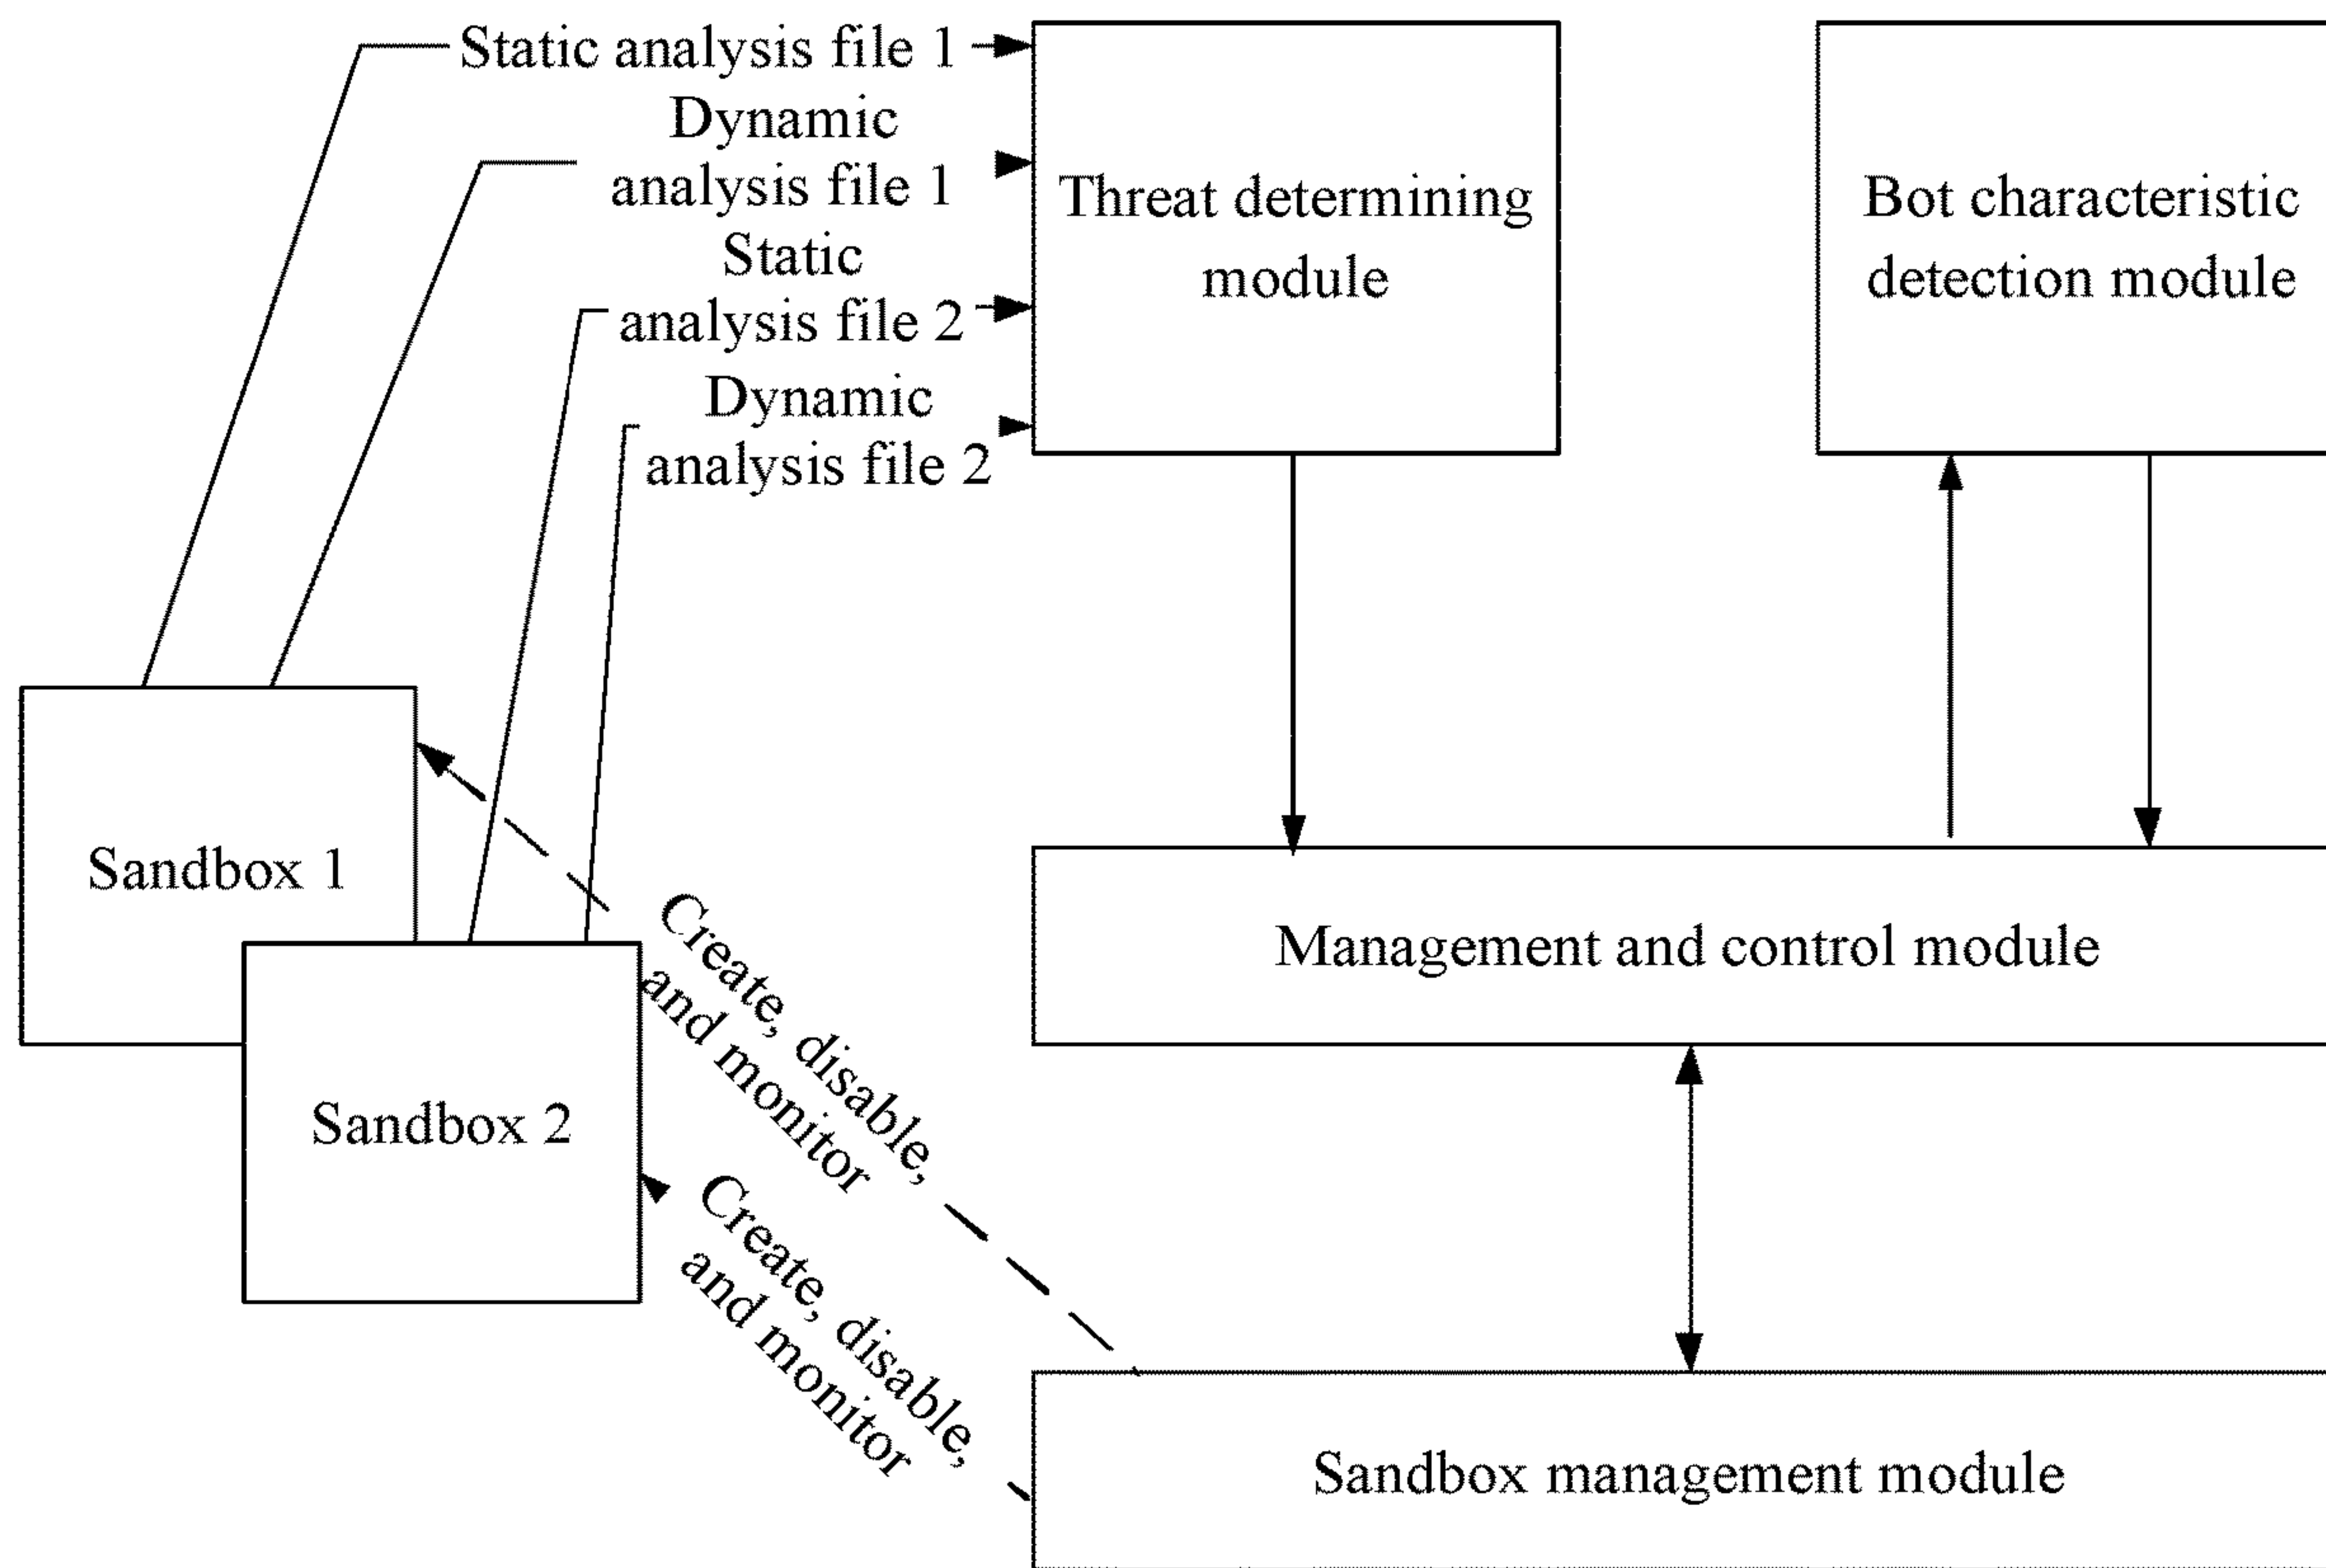 Static analysis file 1
Dynamic
analysis file 1
Static
analysis file 2
Dynamic
analysis file 2
Threat determining
module
Bot characteristic
detection module
Sandbox 1
Sandbox 2
Create, disable,
and monitor
Create, disable,
and monitor
Management and control module
Sandbox management module